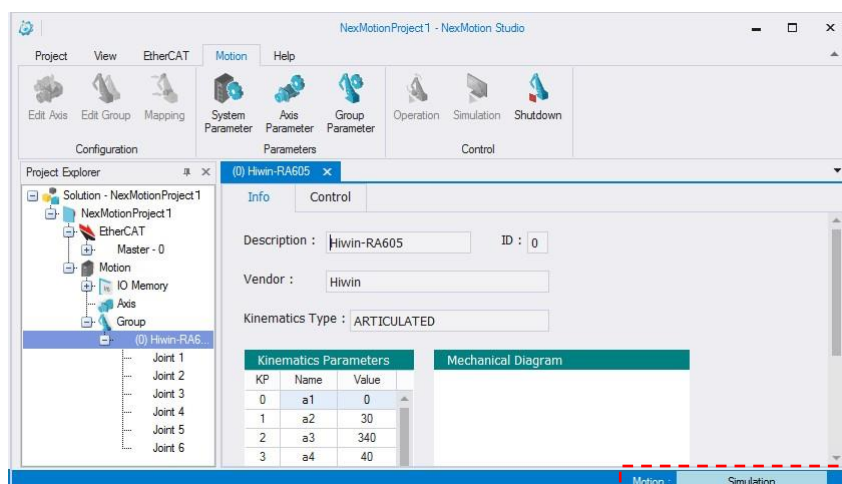 NexMotionProject1 - NexMotion Studio
Project View EtherCAT Motion Help
Edit Axis Edit Group Mapping System Parameter Axis Parameter Group Parameter Operation Simulation Shutdown
Configuration Parameters Control
Project Explorer
(0) Hiwin-RA605
Solution - NexMotionProject1
NexMotionProject1
EtherCAT
Master - 0
Motion
IO Memory
Axis
Group
(0) Hiwin-RA6...
Joint 1
Joint 2
Joint 3
Joint 4
Joint 5
Joint 6
Info Control
Description : Hiwin-RA605 ID : 0
Vendor : Hiwin
Kinematics Type : ARTICULATED
Kinematics Parameters Mechanical Diagram
KP Name Value
0 a1 0
1 a2 30
2 a3 340
3 a4 40
Motion : Simulation